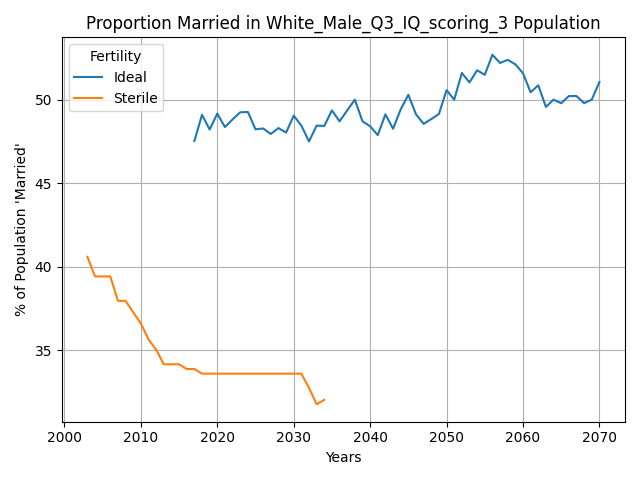 Proportion Married in White_Male_Q3_IQ_scoring_3 Population
Fertility
Ideal
Sterile
% of Population 'Married'
50
45
40
35
2000 2010 2020 2030 2040 2050 2060 2070
Years